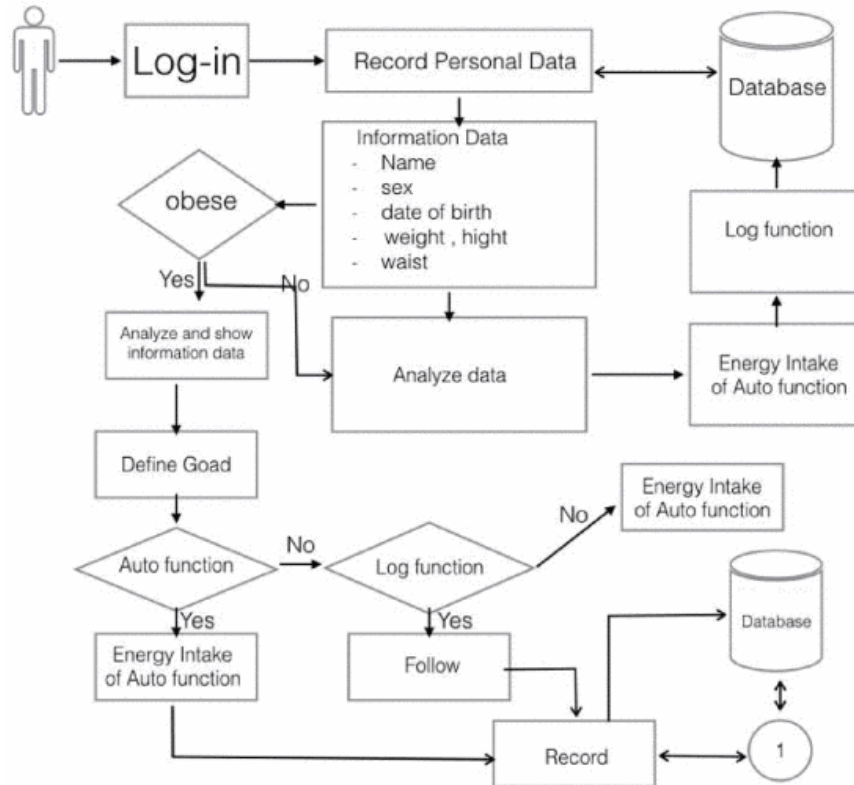 Log-in
Record Personal Data
Database
Information Data
- Name
- sex
- date of birth
- weight , hight
- waist
obese
Log function
Yes
No
Analyze and show
information data
Analyze data
Energy Intake
of Auto function
Define Goad
Energy Intake
of Auto function
No
Auto function
No
Log function
Yes
Yes
Database
Energy Intake
of Auto function
Follow
Record
1